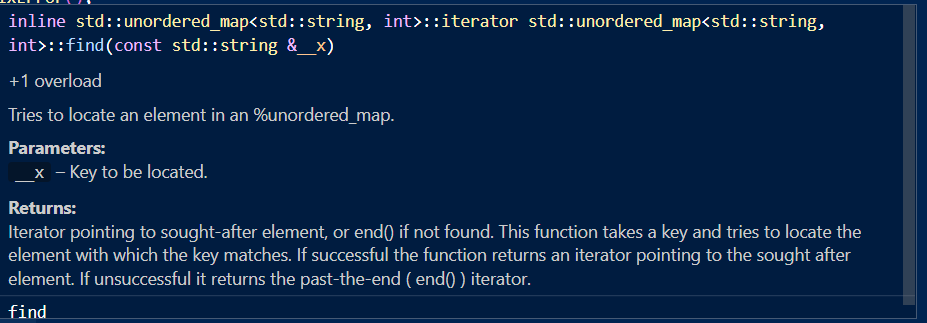 inline std::unordered_map<std::string, int>::iterator std::unordered_map<std::string,
int>::find(const std::string &__x)
+1 overload
Tries to locate an element in an %unordered_map.
Parameters:
__x – Key to be located.
Returns:
Iterator pointing to sought-after element, or end() if not found. This function takes a key and tries to locate the
element with which the key matches. If successful the function returns an iterator pointing to the sought after
element. If unsuccessful it returns the past-the-end ( end() ) iterator.
find